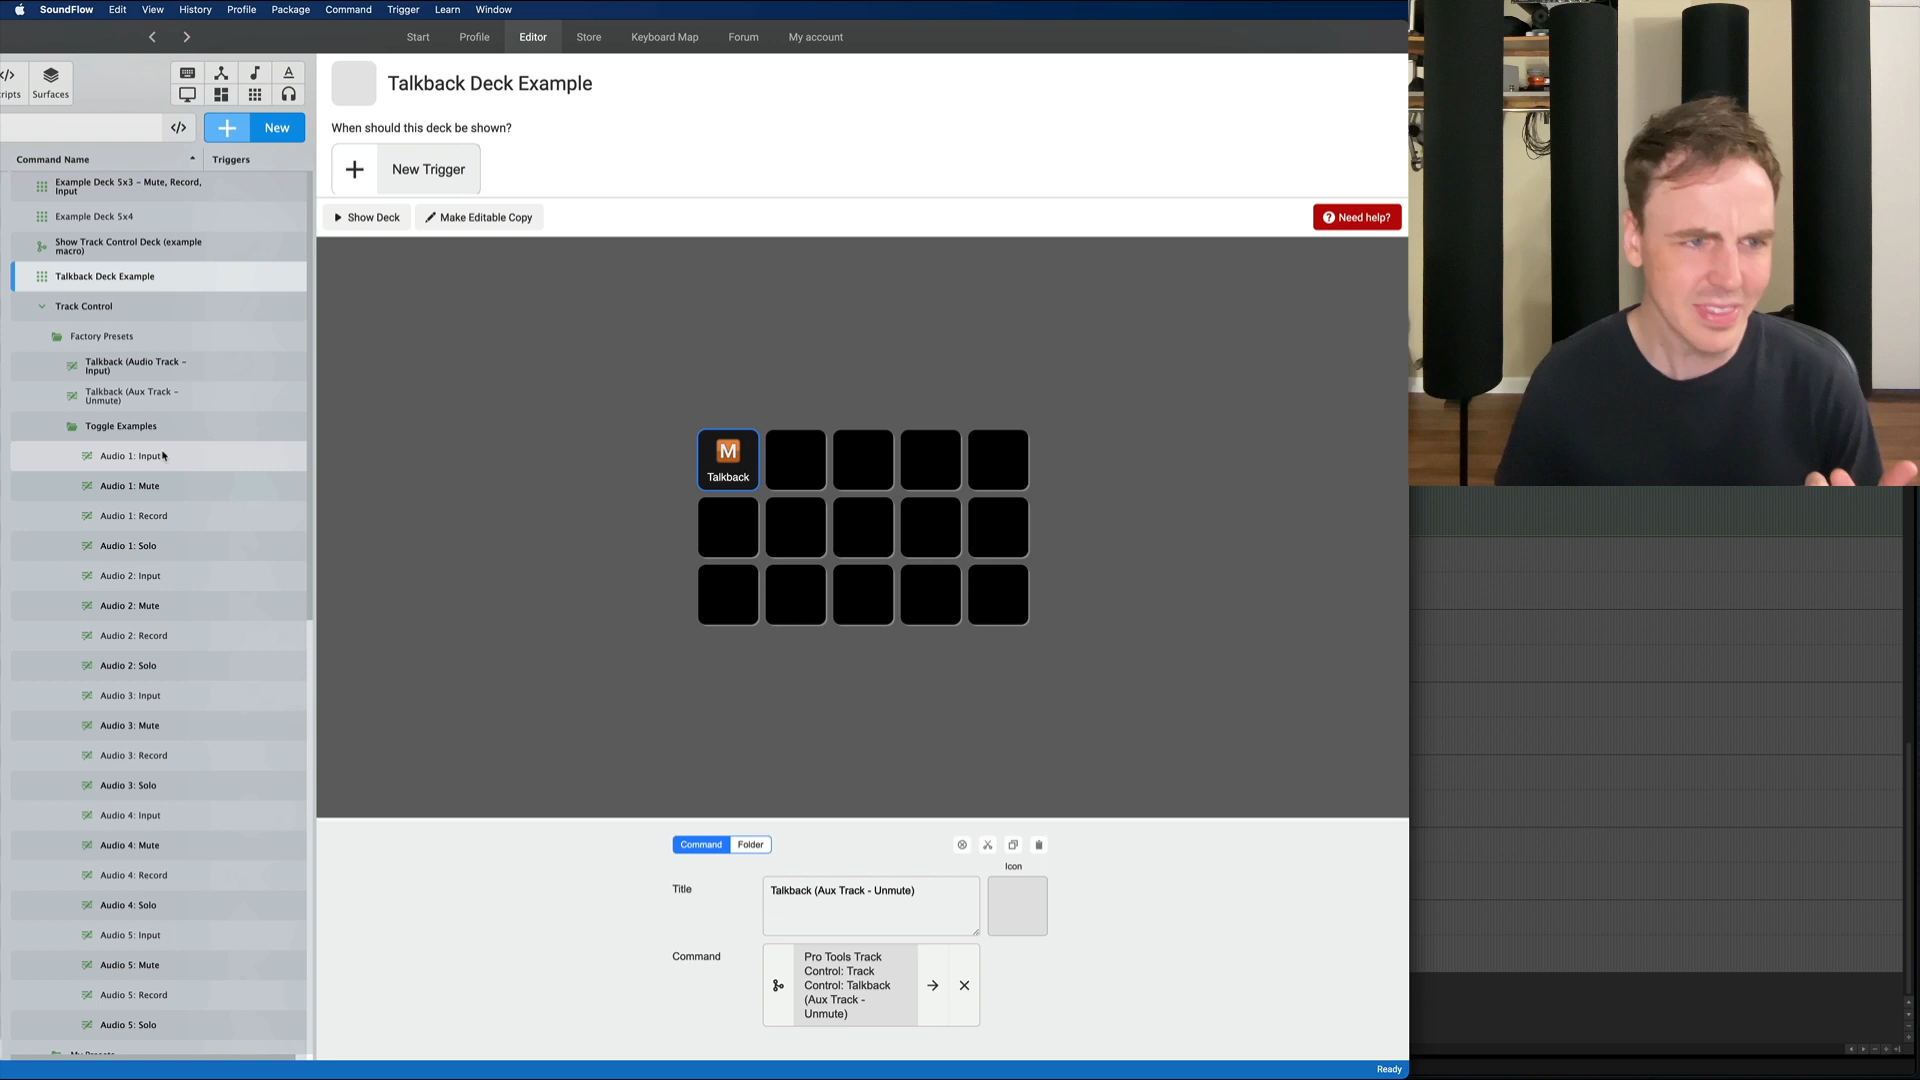 SoundFlow Edit View History Profile Package Command Trigger Learn Window
Start Profile Editor Store Keyboard Map Forum My account
ripts Surfaces
New
Command Name Triggers
Example Deck 5x3 - Mute, Record,
Input
Example Deck 5x4
Show Track Control Deck (example
macro)
Talkback Deck Example
Track Control
Factory Presets
Talkback (Audio Track -
Input)
Talkback (Aux Track -
Unmute)
Toggle Examples
Audio 1: Input
Audio 1: Mute
Audio 1: Record
Audio 1: Solo
Audio 2: Input
Audio 2: Mute
Audio 2: Record
Audio 2: Solo
Audio 3: Input
Audio 3: Mute
Audio 3: Record
Audio 3: Solo
Audio 4: Input
Audio 4: Mute
Audio 4: Record
Audio 4: Solo
Audio 5: Input
Audio 5: Mute
Audio 5: Record
Audio 5: Solo
My Presets
Talkback Deck Example
When should this deck be shown?
New Trigger
Show Deck Make Editable Copy Need help?
M
Talkback
Command Folder
Icon
Title Talkback (Aux Track - Unmute)
Command
Pro Tools Track
Control: Track
Control: Talkback
(Aux Track -
Unmute)
Ready